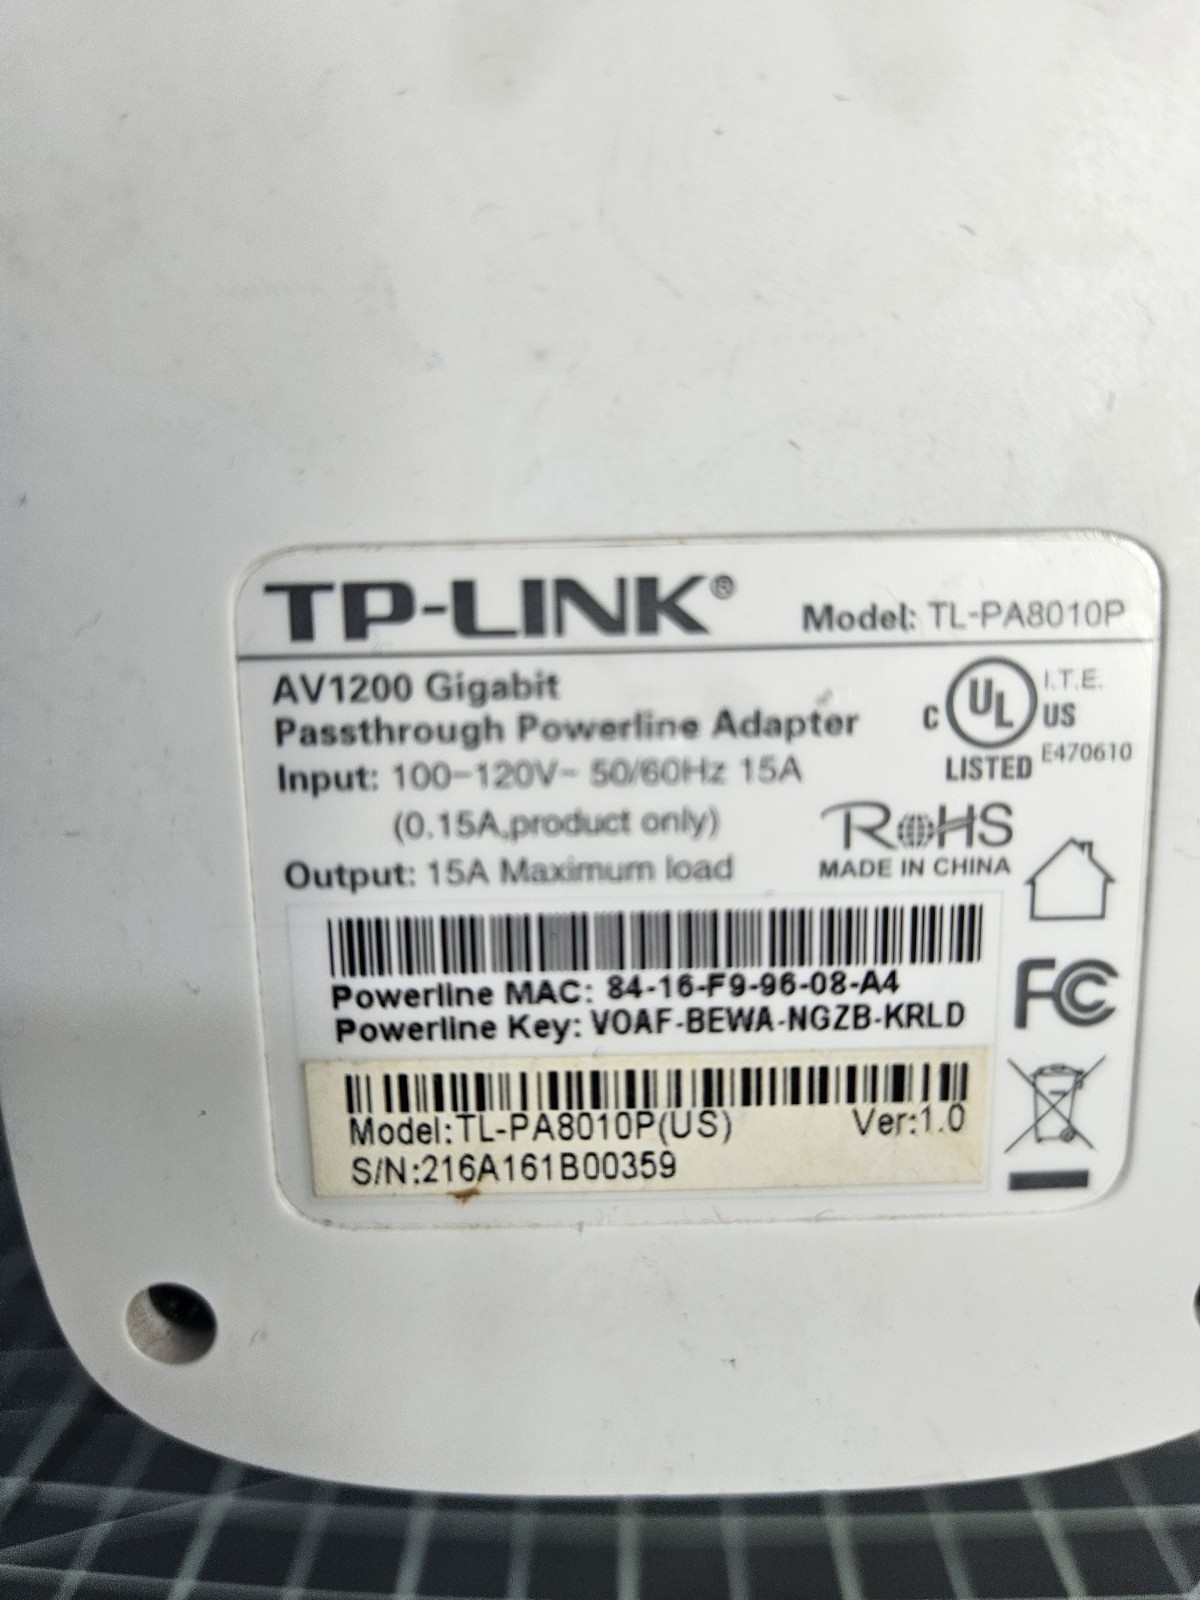 TP-LINK®
Model: TL-PA8010P
AV1200 Gigabit
Passthrough Powerline Adapter
Input: 100-120V~ 50/60Hz 15A
(0.15A,product only)
Output: 15A Maximum load
C UL US
I.T.E.
E470610
LISTED
RoHS
MADE IN CHINA
FC
Powerline MAC: 84-16-F9-96-08-A4
Powerline Key: VOAF-BEWA-NGZB-KRLD
Model:TL-PA8010P(US) Ver:1.0
S/N:216A161B00359